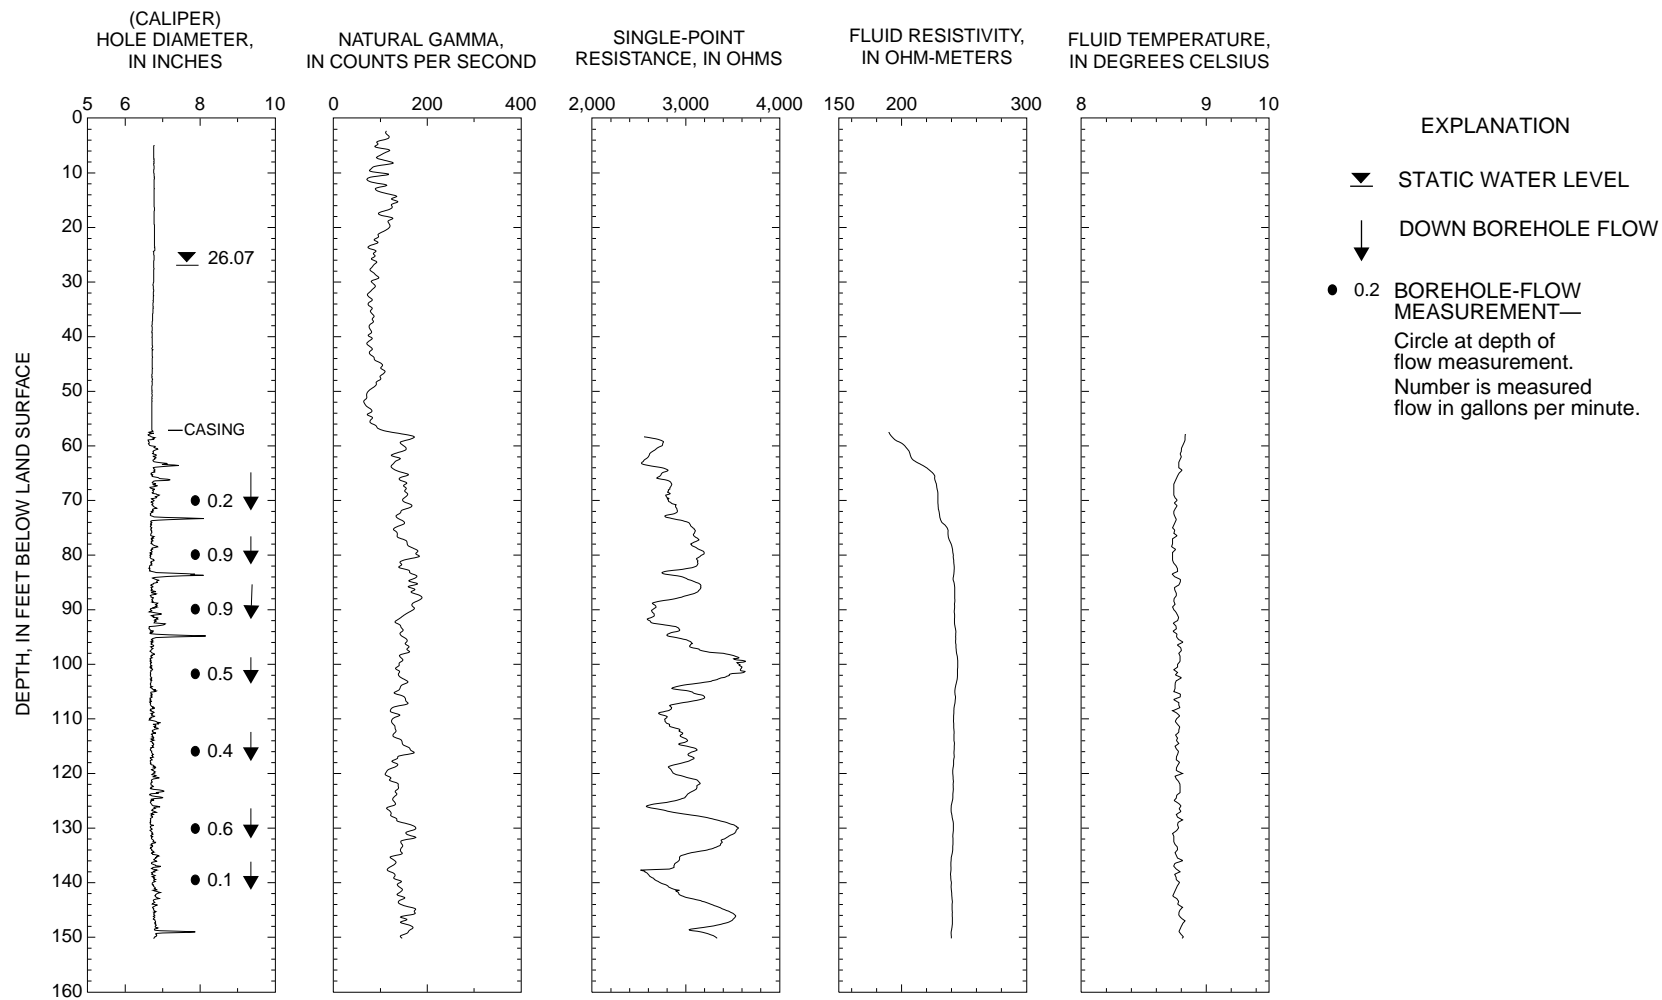 (CALIPER)
HOLE DIAMETER,
IN INCHES
NATURAL GAMMA,
IN COUNTS PER SECOND
SINGLE-POINT
RESISTANCE, IN OHMS
FLUID RESISTIVITY,
IN OHM-METERS
FLUID TEMPERATURE,
IN DEGREES CELSIUS
5 6 8 10
0 200 400
2,000 3,000 4,000
150 200 300
8 9 10
DEPTH, IN FEET BELOW LAND SURFACE
0
10
20
30
40
50
60
70
80
90
100
110
120
130
140
150
160
26.07
CASING
0.2
0.9
0.9
0.5
0.4
0.6
0.1
EXPLANATION
STATIC WATER LEVEL
DOWN BOREHOLE FLOW
0.2 BOREHOLE-FLOW
MEASUREMENT—
Circle at depth of
flow measurement.
Number is measured
flow in gallons per minute.